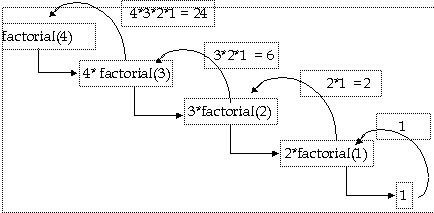 4*3*2*1 = 24
factorial(4)
3*2*1 = 6
4* factorial(3)
2*1 = 2
3*factorial(2)
1
2*factorial(1)
1